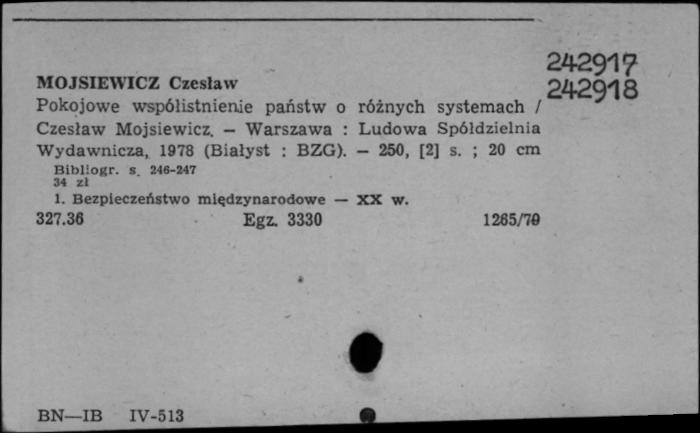 242917
MOJSIEWICZ Czesław
242918
Pokojowe współistnienie państw o różnych systemach /
Czesław Mojsiewicz. — Warszawa : Ludowa Spółdzielnia
Wydawnicza, 1978 (Białyst : BZG). — 250, [2] s. ; 20 cm
Bibliogr. s. 246-247
34 zł
1. Bezpieczeństwo międzynarodowe — XX w.
327.36 Egz. 3330 1265/79
BN—IB IV-513